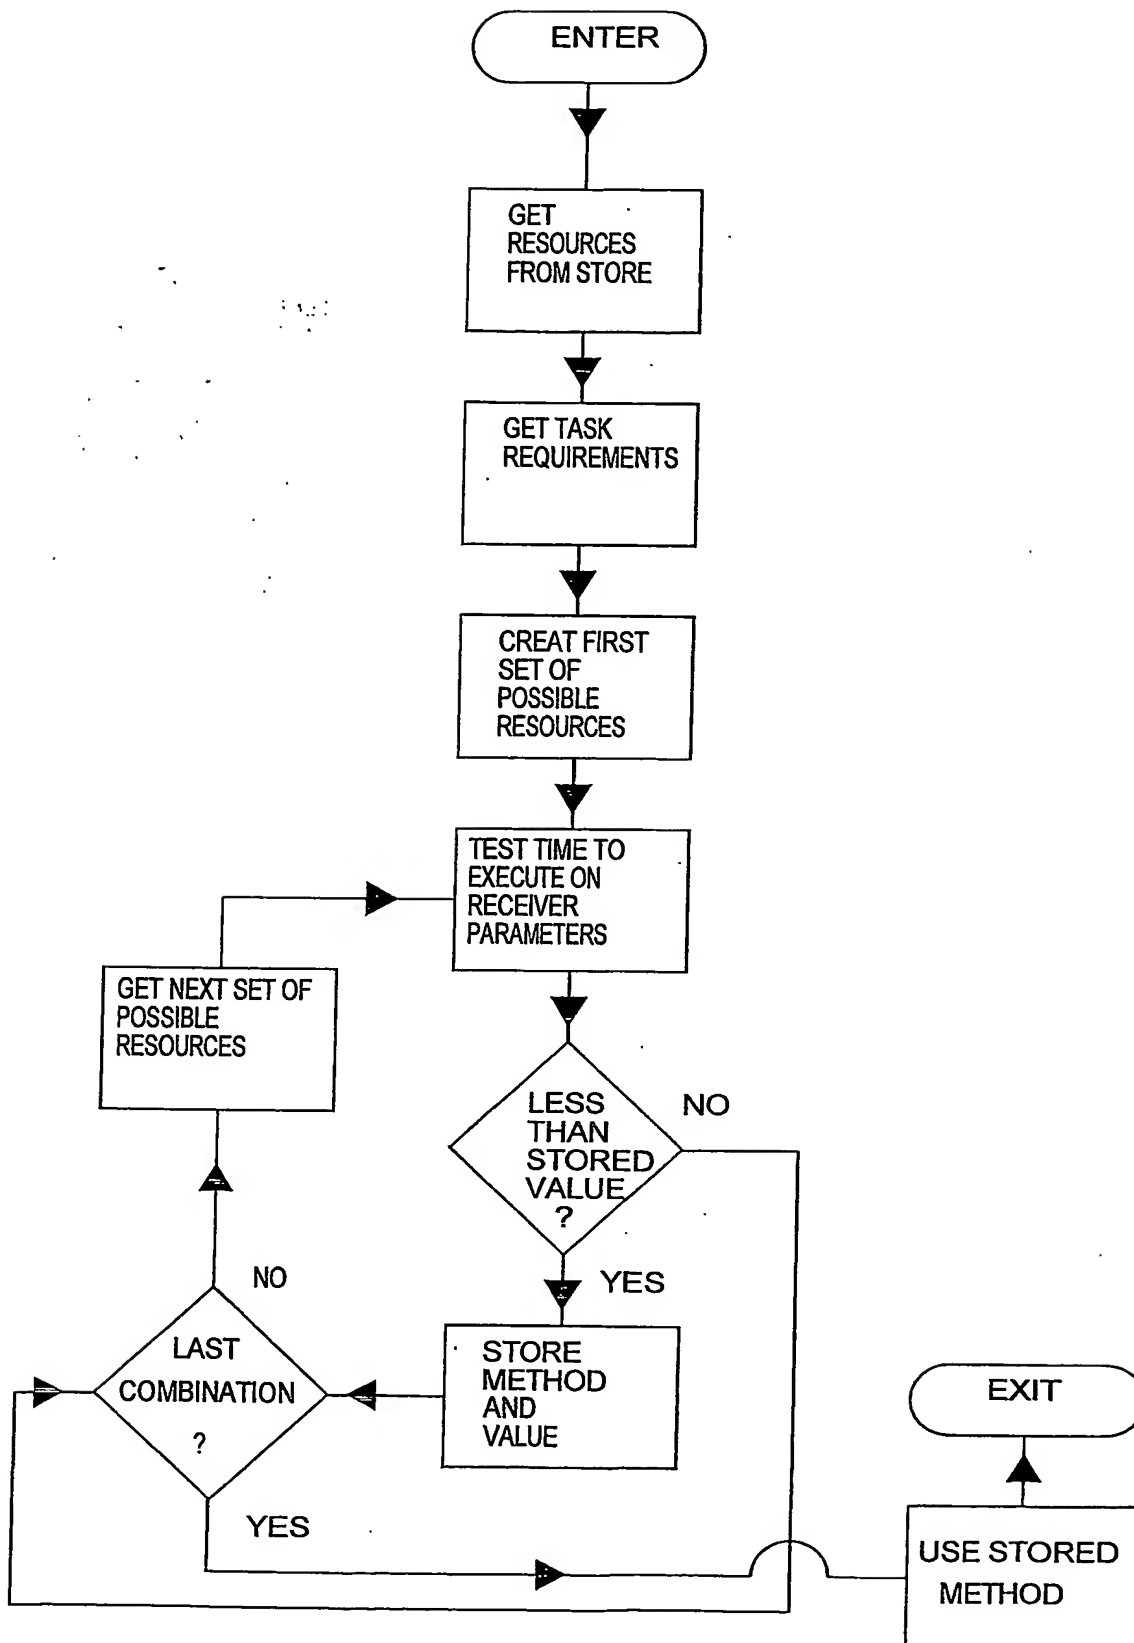 ENTER
GET
RESOURCES
FROM STORE
GET TASK
REQUIREMENTS
CREAT FIRST
SET OF
POSSIBLE
RESOURCES
TEST TIME TO
EXECUTE ON
RECEIVER
PARAMETERS
GET NEXT SET OF
POSSIBLE
RESOURCES
LESS
THAN
STORED
VALUE
?
NO
YES
NO
LAST
COMBINATION
?
STORE
METHOD
AND
VALUE
YES
EXIT
USE STORED
METHOD